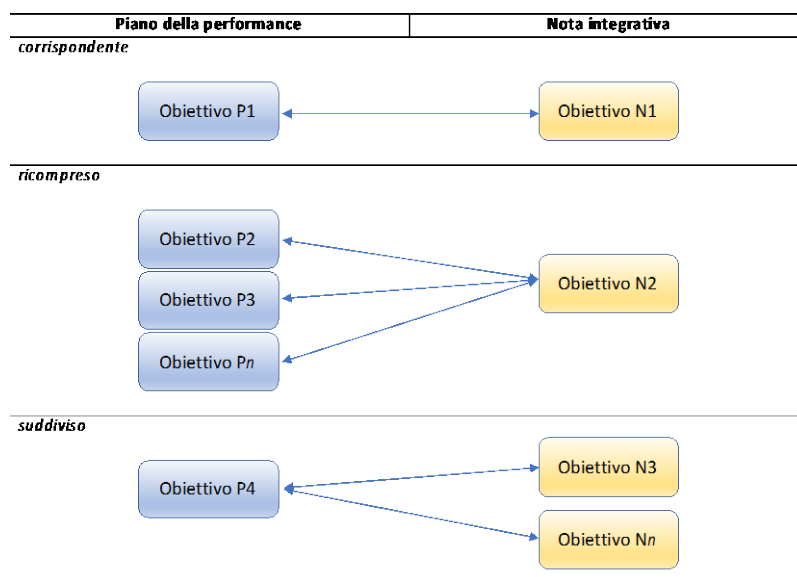 Piano della performance Nota integrativa
corrispondente
Obiettivo P1 Obiettivo N1
ricompreso
Obiettivo P2
Obiettivo N2
Obiettivo P3
Obiettivo Pn
suddiviso
Obiettivo N3
Obiettivo P4
Obiettivo Nn